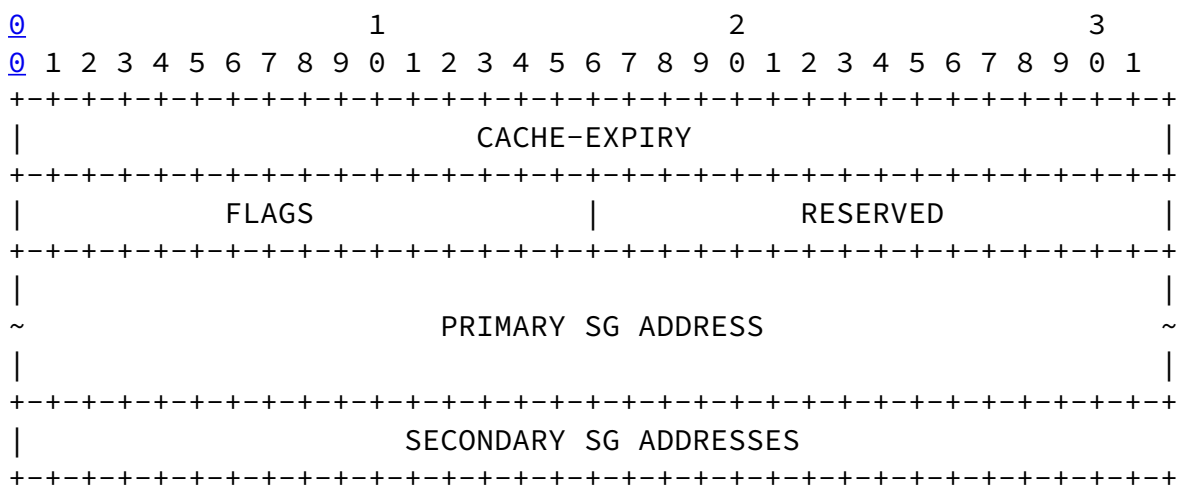 0                   1                   2                   3
0 1 2 3 4 5 6 7 8 9 0 1 2 3 4 5 6 7 8 9 0 1 2 3 4 5 6 7 8 9 0 1
+-+-+-+-+-+-+-+-+-+-+-+-+-+-+-+-+-+-+-+-+-+-+-+-+-+-+-+-+-+-+-+-+
|                         CACHE-EXPIRY                          |
+-+-+-+-+-+-+-+-+-+-+-+-+-+-+-+-+-+-+-+-+-+-+-+-+-+-+-+-+-+-+-+-+
|            FLAGS              |           RESERVED            |
+-+-+-+-+-+-+-+-+-+-+-+-+-+-+-+-+-+-+-+-+-+-+-+-+-+-+-+-+-+-+-+-+
|                                                               |
~                       PRIMARY SG ADDRESS                      ~
|                                                               |
+-+-+-+-+-+-+-+-+-+-+-+-+-+-+-+-+-+-+-+-+-+-+-+-+-+-+-+-+-+-+-+-+
|                     SECONDARY SG ADDRESSES
+-+-+-+-+-+-+-+-+-+-+-+-+-+-+-+-+-+-+-+-+-+-+-+-+-+-+-+-+-+-+-+-+